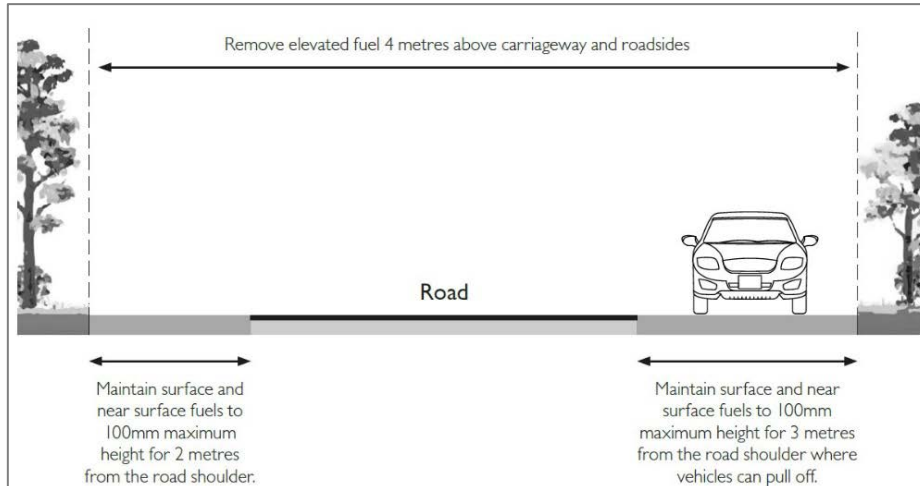 Remove elevated fuel 4 metres above carriageway and roadsides
Road
Maintain surface and
near surface fuels to
100mm maximum
height for 2 metres
from the road shoulder.
Maintain surface and near
surface fuels to 100mm
maximum height for 3 metres
from the road shoulder where
vehicles can pull off.